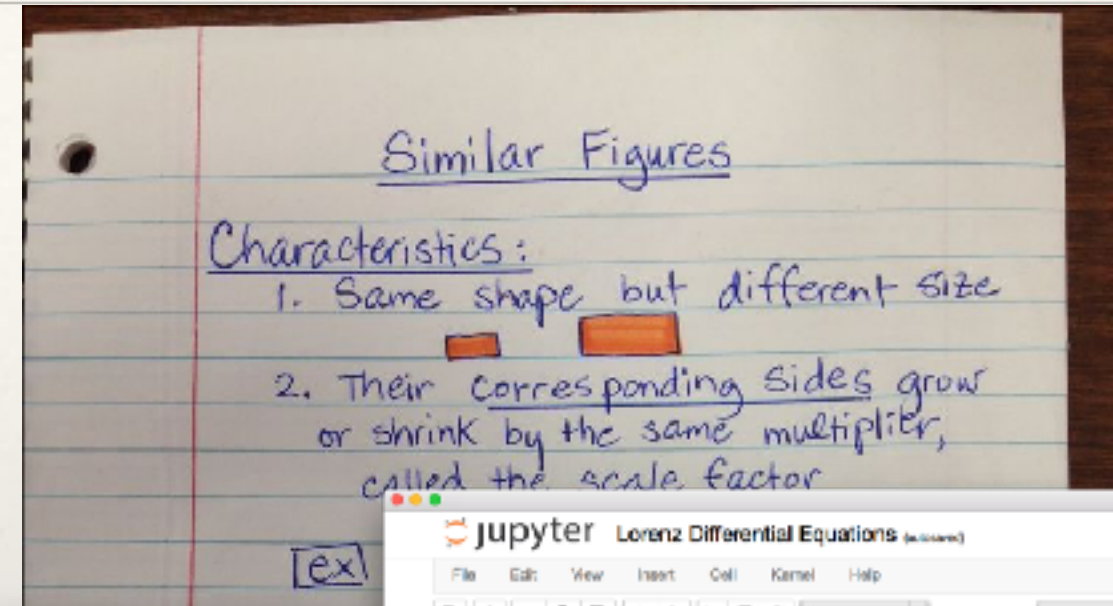 Similar Figures
Characteristics:
1. Same shape but different size
2. Their corresponding sides grow
or shrink by the same multiplier,
called the scale factor
ex
jupyter Lorenz Differential Equations (autosaved)
File Edit View Insert Cell Kernel Help